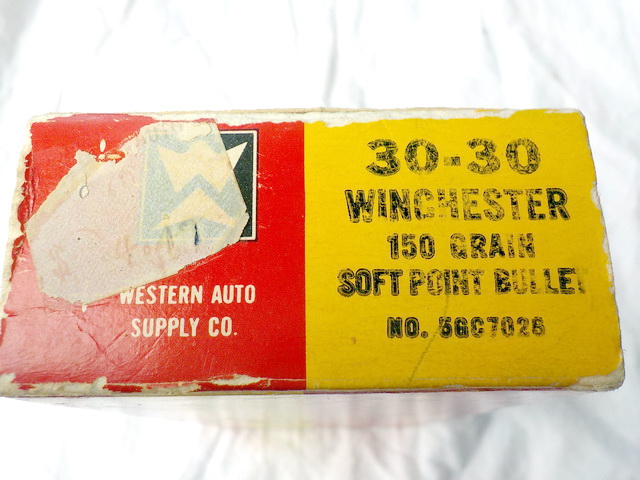 WESTERN AUTO
SUPPLY CO.
30-30
WINCHESTER
150 GRAIN
SOFT POINT BULLET
NO. 5GC7025